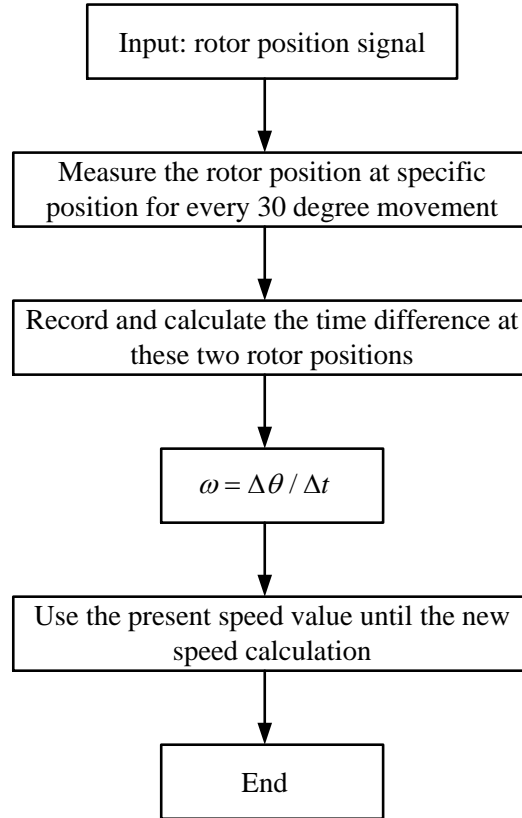 Input: rotor position signal
Measure the rotor position at specific
position for every 30 degree movement
Record and calculate the time difference at
these two rotor positions
ω = Δθ / Δt
Use the present speed value until the new
speed calculation
End